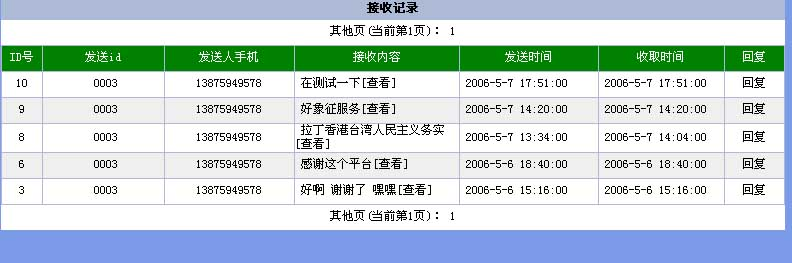 接收记录
其他页(当前第1页)： 1
ID号 发送id 发送人手机 接收内容 发送时间 收取时间 回复
10 0003 13875949578 在测试一下[查看] 2006-5-7 17:51:00 2006-5-7 17:51:00 回复
9 0003 13875949578 好象征服务[查看] 2006-5-7 14:20:00 2006-5-7 14:20:00 回复
8 0003 13875949578 拉丁香港台湾人民主义务实 2006-5-7 13:34:00 2006-5-7 14:04:00 回复
[查看]
6 0003 13875949578 感谢这个平台[查看] 2006-5-6 18:40:00 2006-5-6 18:40:00 回复
3 0003 13875949578 好啊 谢谢了 嘿嘿[查看] 2006-5-6 15:16:00 2006-5-6 15:16:00 回复
其他页(当前第1页)： 1